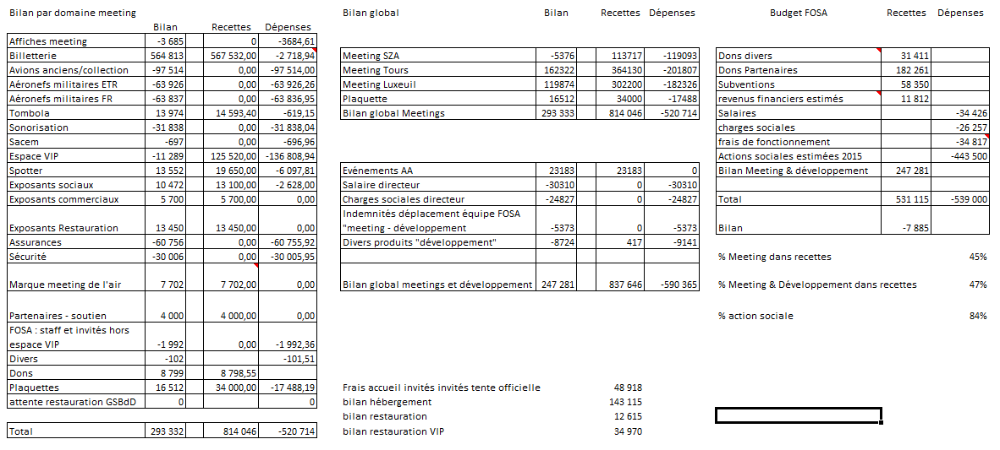 Bilan par domaine meeting
Bilan Recettes Dépenses
Affiches meeting -3 685 0 -3684,61
Billetterie 564 813 567 532,00 -2 718,94
Avions anciens/collection -97 514 0,00 -97 514,00
Aéronefs militaires ETR -63 926 0,00 -63 926,26
Aéronefs militaires FR -63 837 0,00 -63 836,95
Tombola 13 974 14 593,40 -619,15
Sonorisation -31 838 0,00 -31 838,04
Sacem -697 0,00 -696,96
Espace VIP -11 289 125 520,00 -136 808,94
Spotter 13 552 19 650,00 -6 097,81
Exposants sociaux 10 472 13 100,00 -2 628,00
Exposants commerciaux 5 700 5 700,00 0,00
Exposants Restauration 13 450 13 450,00 0,00
Assurances -60 756 0,00 -60 755,92
Sécurité -30 006 0,00 -30 005,95
Marque meeting de l'air 7 702 7 702,00 0,00
Partenaires - soutien 4 000 4 000,00 0,00
FOSA : staff et invités hors
espace VIP -1 992 0,00 -1 992,36
Divers -102 -101,51
Dons 8 799 8 798,55
Plaquettes 16 512 34 000,00 -17 488,19
attente restauration GSBdD 0 0
Total 293 332 814 046 -520 714
Bilan global Bilan Recettes Dépenses
Meeting SZA -5376 113717 -119093
Meeting Tours 162322 364130 -201807
Meeting Luxeuil 119874 302200 -182326
Plaquette 16512 34000 -17488
Bilan global Meetings 293 333 814 046 -520 714
Evénements AA 23183 23183 0
Salaire directeur -30310 0 -30310
Charges sociales directeur -24827 0 -24827
Indemnités déplacement équipe FOSA
"meeting - développement -5373 0 -5373
Divers produits "développement" -8724 417 -9141
Bilan global meetings et développement 247 281 837 646 -590 365
Frais accueil invités invités tente officielle 48 918
bilan hébergement 143 115
bilan restauration 12 615
bilan restauration VIP 34 970
Budget FOSA Recettes Dépenses
Dons divers 31 411
Dons Partenaires 182 261
Subventions 58 350
revenus financiers estimés 11 812
Salaires -34 426
charges sociales -26 257
frais de fonctionnement -34 817
Actions sociales estimées 2015 -443 500
Bilan Meeting & développement 247 281
Total 531 115 -539 000
Bilan -7 885
% Meeting dans recettes 45%
% Meeting & Développement dans recettes 47%
% action sociale 84%